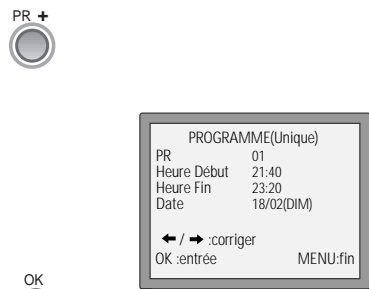 PR +
PROGRAMME(Unique)
PR 01
Heure Début 21:40
Heure Fin 23:20
Date 18/02(DIM)
← / → :corriger
OK :entrée MENU:fin
OK